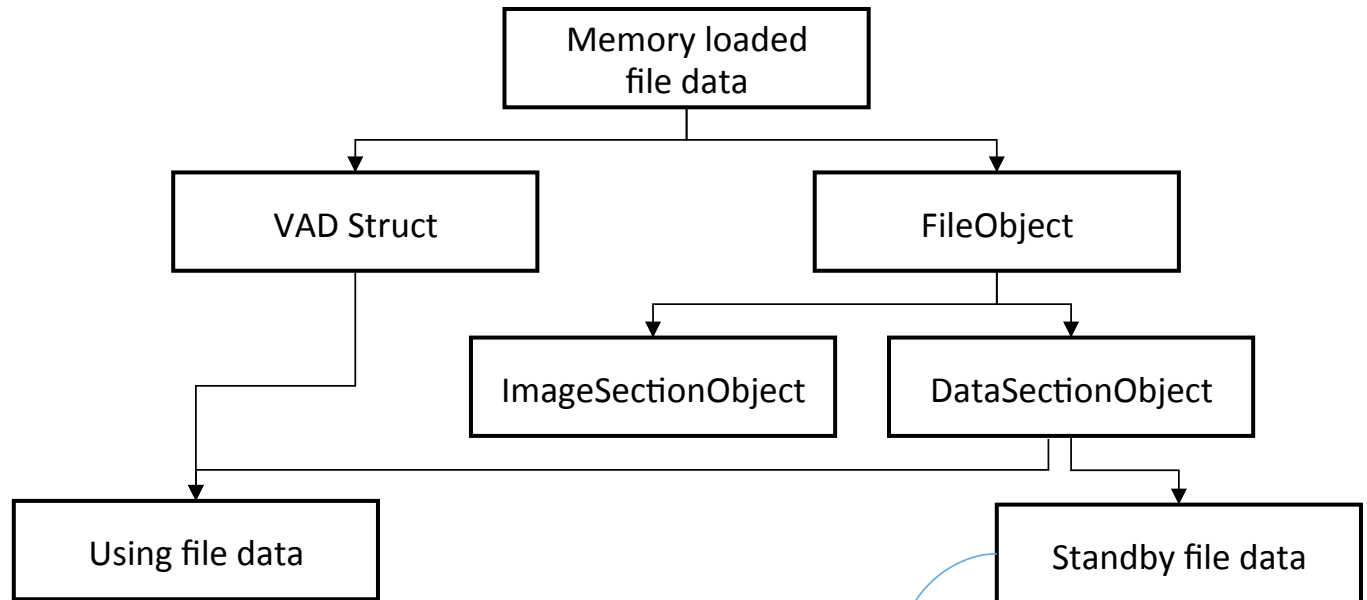 Memory loaded
file data
VAD Struct
FileObject
ImageSectionObject
DataSectionObject
Using file data
Standby file data